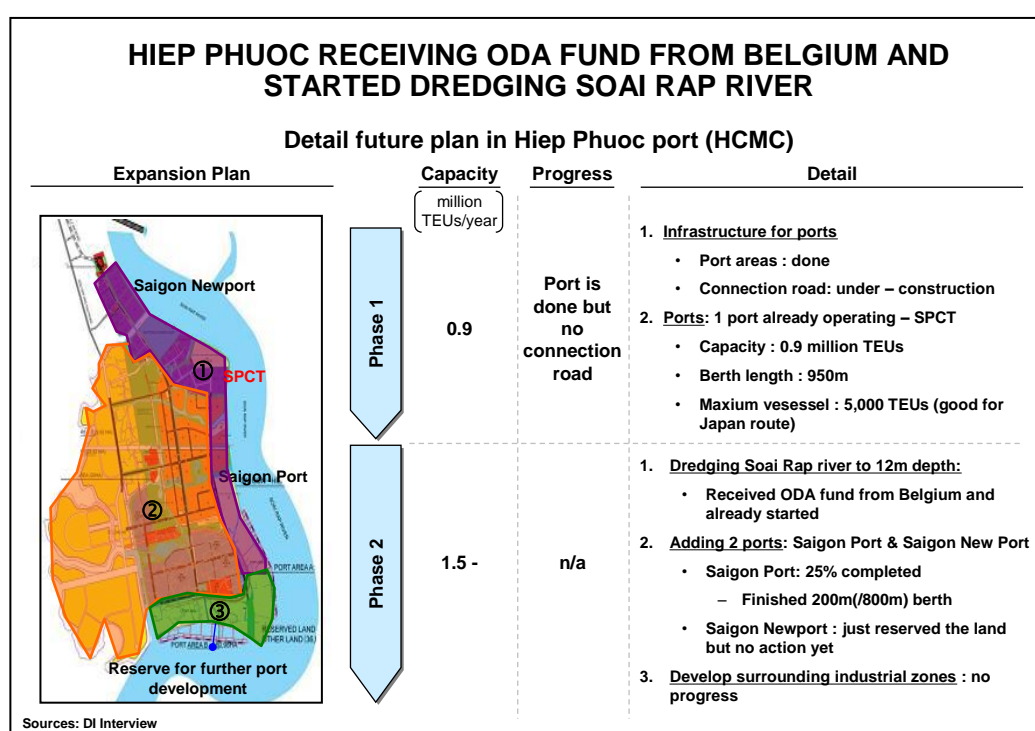 HIEP PHUOC RECEIVING ODA FUND FROM BELGIUM AND
STARTED DREDGING SOAI RAP RIVER
Detail future plan in Hiep Phuoc port (HCMC)
Expansion Plan
Capacity
Progress
Detail
million
TEUs/year
Saigon Newport
①
SPCT
Saigon Port
②
PORT AREA A
③
RESERVED LAND
PORT AREA B
Reserve for further port
development
Phase 1
0.9
Port is
done but
no
connection
road
1. Infrastructure for ports
• Port areas : done
• Connection road: under – construction
2. Ports: 1 port already operating – SPCT
• Capacity : 0.9 million TEUs
• Berth length : 950m
• Maxium vesessel : 5,000 TEUs (good for
Japan route)
Phase 2
1.5 -
n/a
1. Dredging Soai Rap river to 12m depth:
• Received ODA fund from Belgium and
already started
2. Adding 2 ports: Saigon Port & Saigon New Port
• Saigon Port: 25% completed
– Finished 200m(/800m) berth
• Saigon Newport : just reserved the land
but no action yet
3. Develop surrounding industrial zones : no
progress
Sources: DI Interview